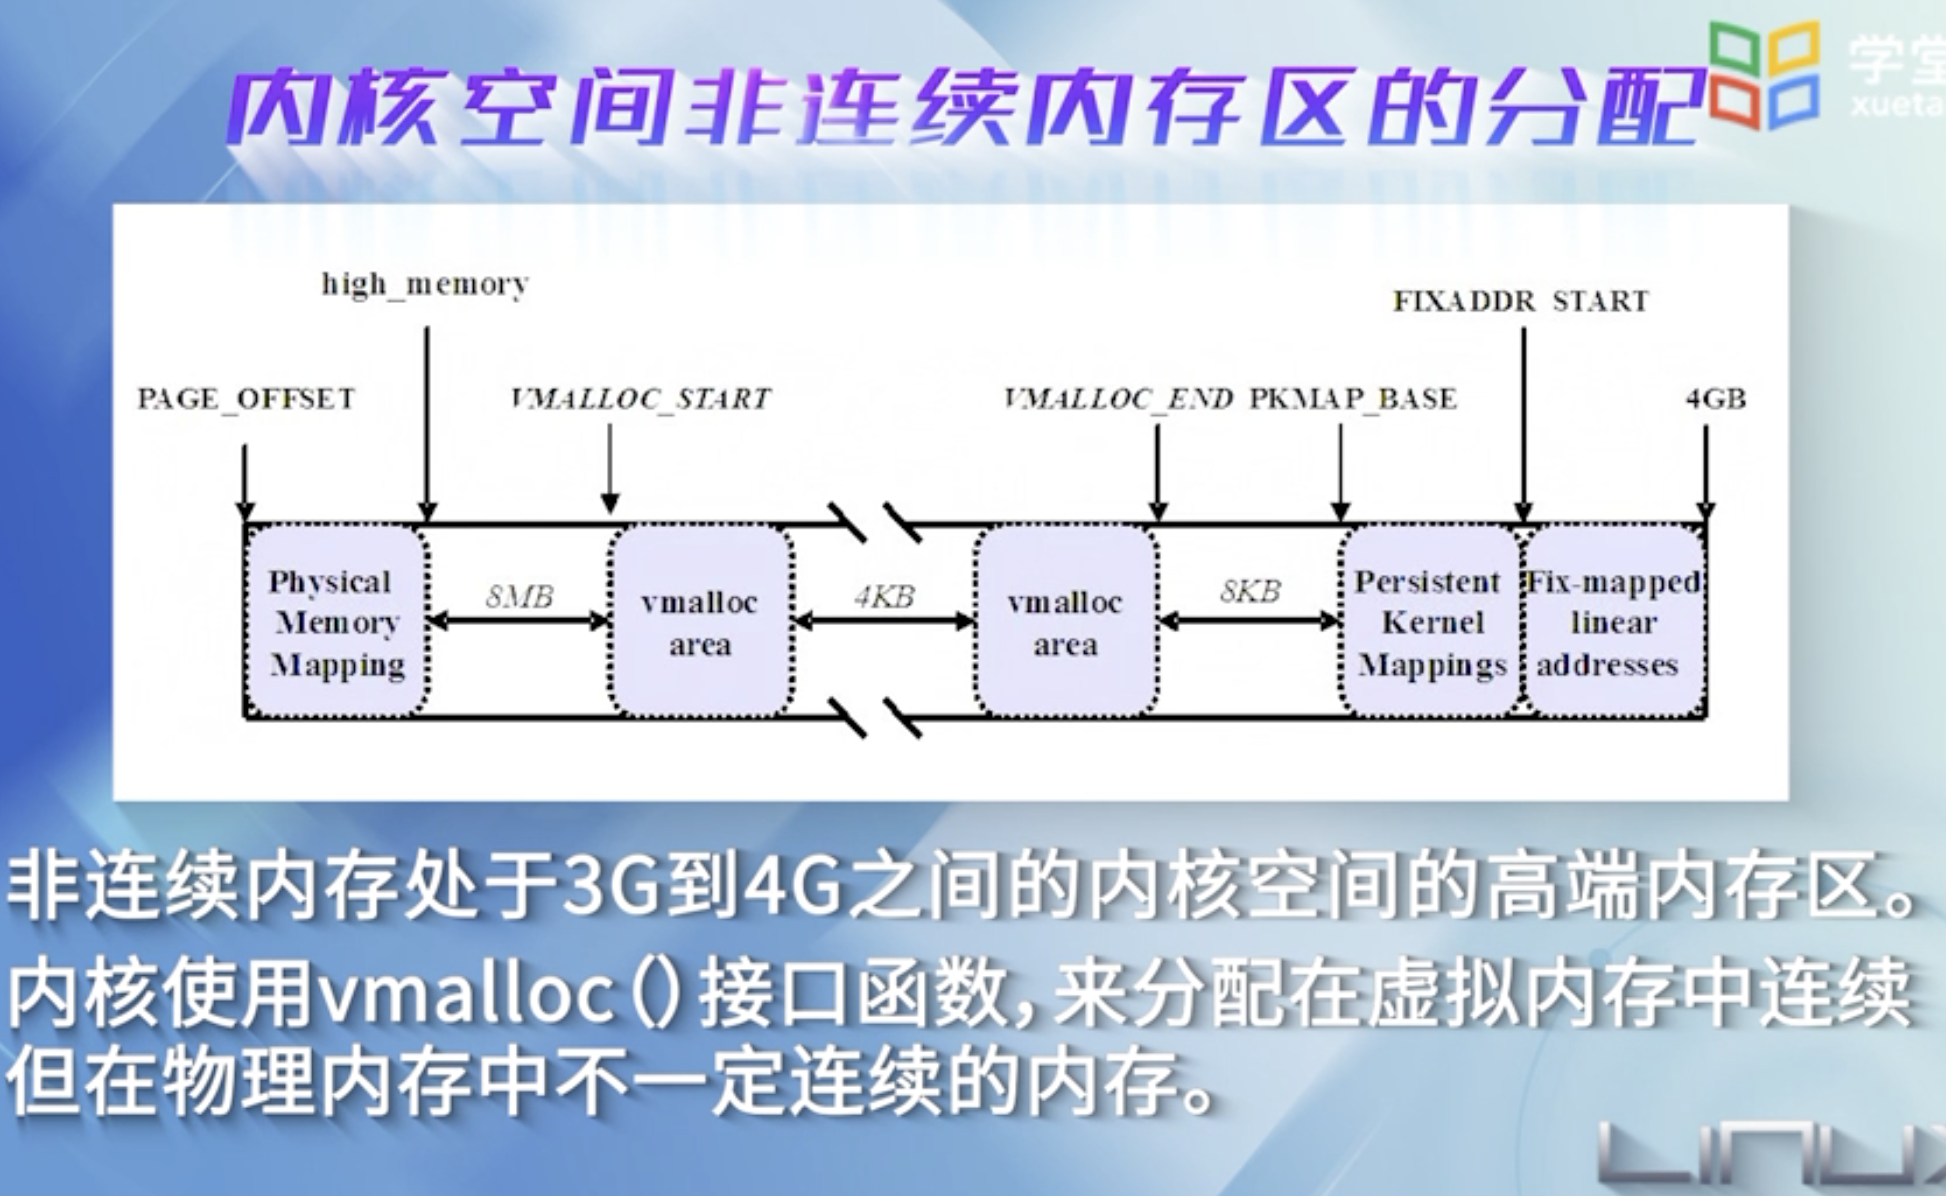 内核空间非连续内存区的分配
学堂
xueta
high_memory
FIXADDR START
PAGE_OFFSET
VMALLOC_START
VMALLOC_END PKMAP_BASE
4GB
Physical
Memory
Mapping
8MB
vmalloc
area
4KB
vmalloc
area
8KB
Persistent
Kernel
Mappings
Fix-mapped
linear
addresses
非连续内存处于3G到4G之间的内核空间的高端内存区。
内核使用vmalloc()接口函数,来分配在虚拟内存中连续
但在物理内存中不一定连续的内存。
Linux